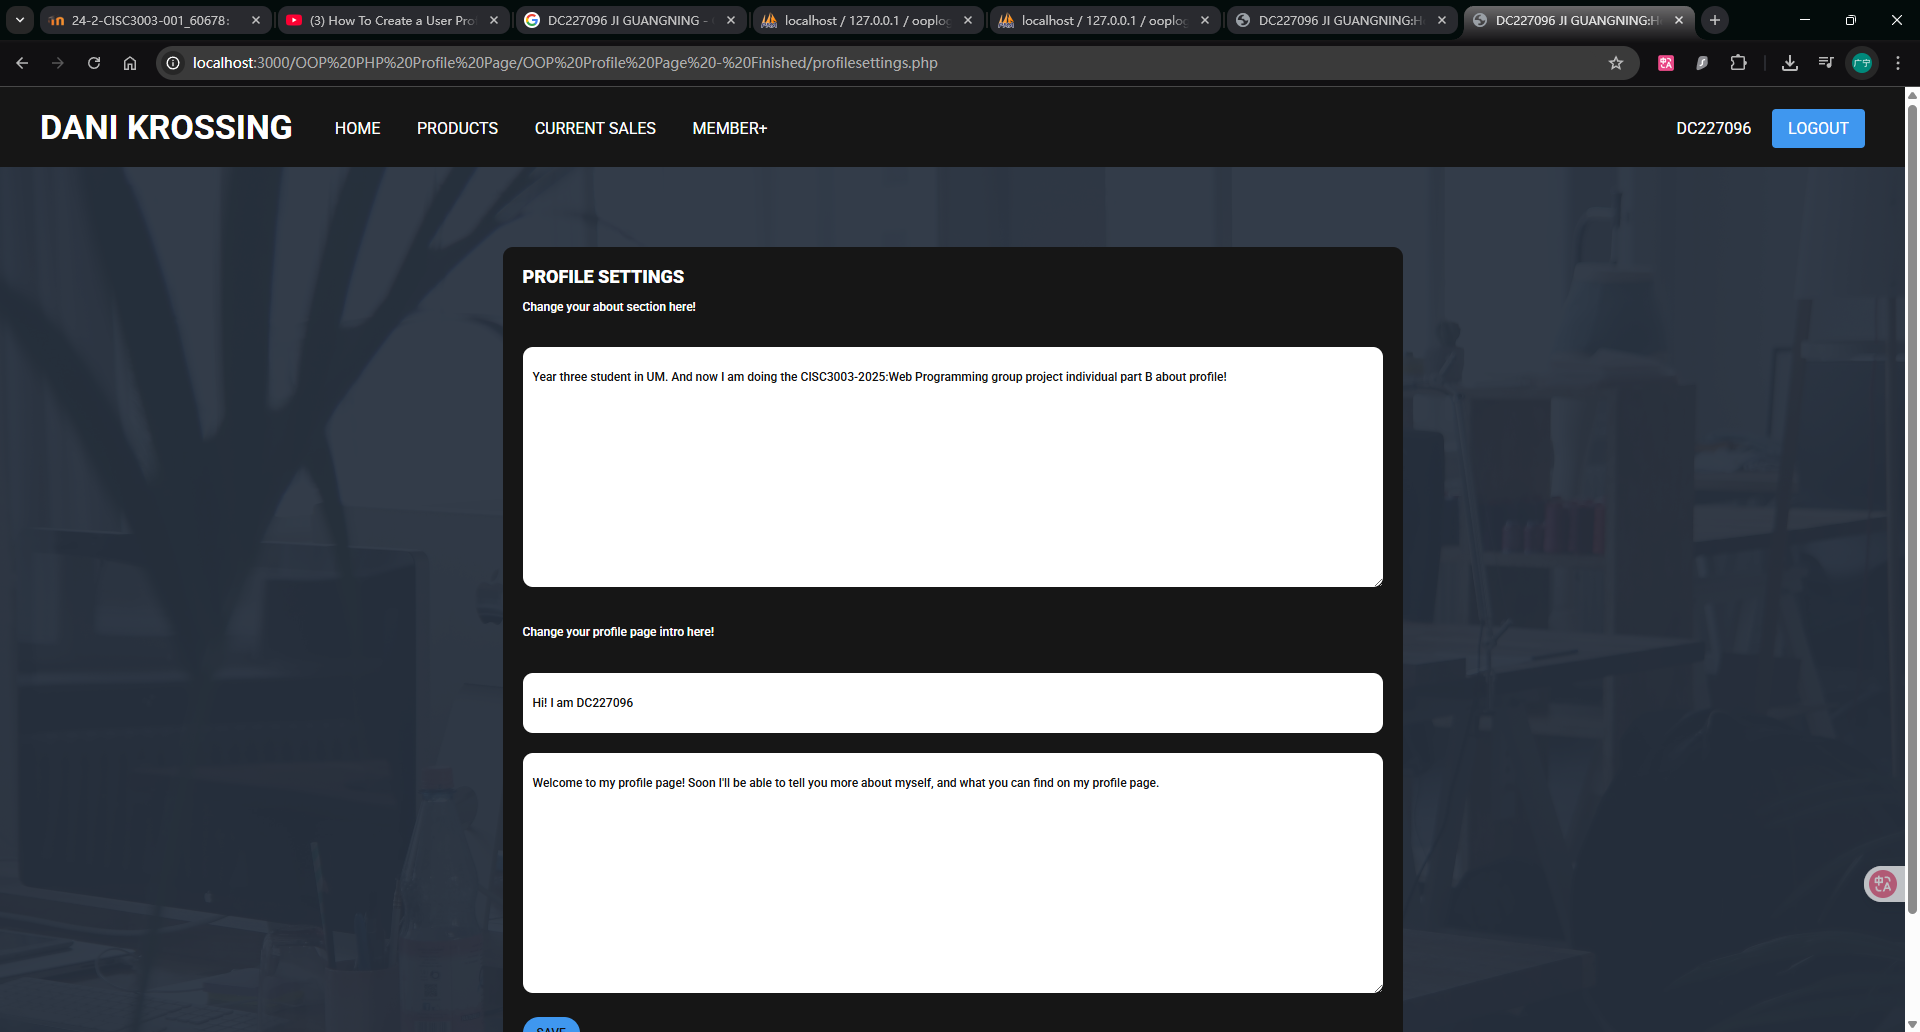 24-2-CISC3003-001_60678:
(3) How To Create a User Pro
DC227096 JI GUANGNING -
localhost / 127.0.0.1 / ooplog
localhost / 127.0.0.1 / ooplog
DC227096 JI GUANGNING:H
DC227096 JI GUANGNING:H
localhost:3000/OOP%20PHP%20Profile%20Page/OOP%20Profile%20Page%20-%20Finished/profilesettings.php
广宁
DANI KROSSING
HOME
PRODUCTS
CURRENT SALES
MEMBER+
DC227096
LOGOUT
PROFILE SETTINGS
Change your about section here!
Year three student in UM. And now I am doing the CISC3003-2025:Web Programming group project individual part B about profile!
Change your profile page intro here!
Hi! I am DC227096
Welcome to my profile page! Soon I'll be able to tell you more about myself, and what you can find on my profile page.
SAVE